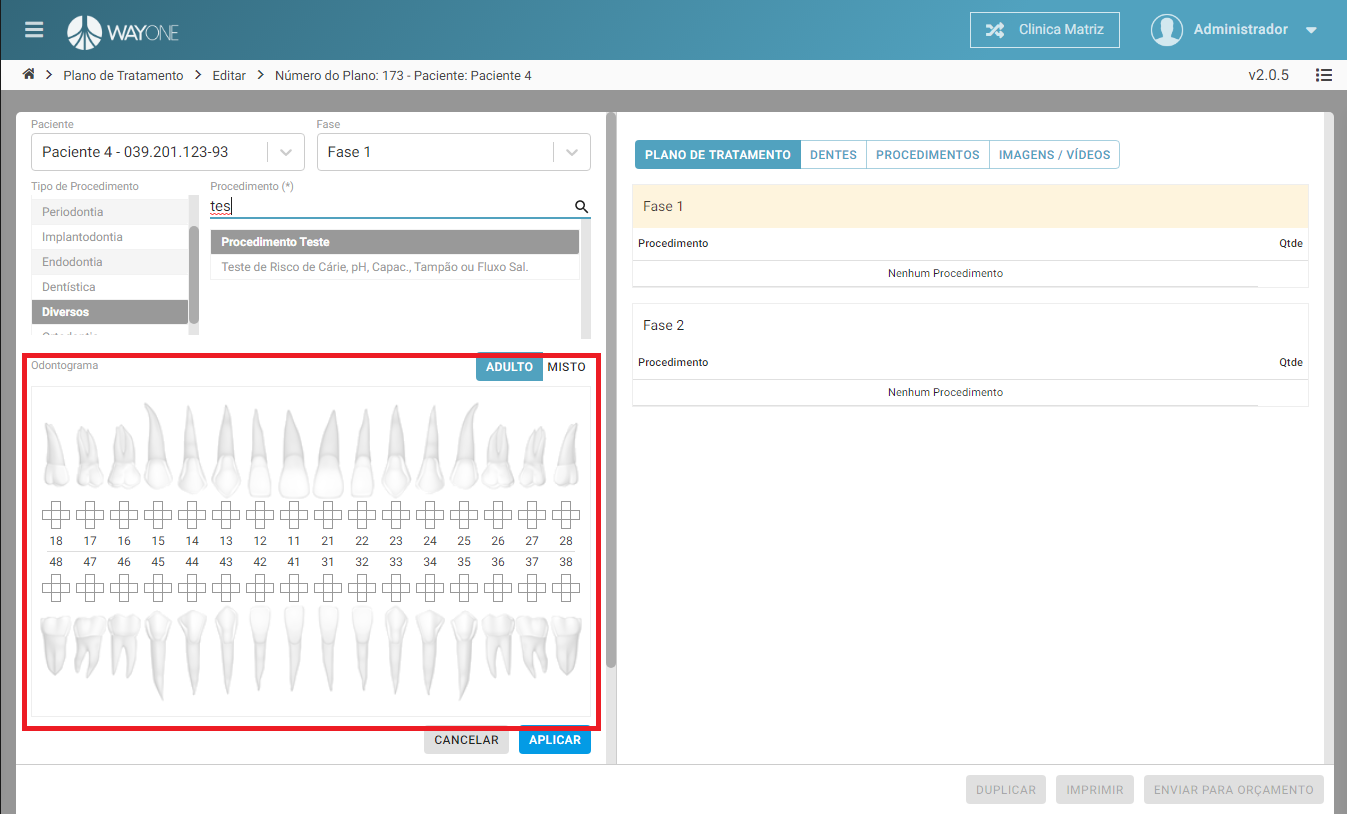 WAYONE
Clinica Matriz
Administrador
Plano de Tratamento
Editar
Número do Plano: 173 - Paciente: Paciente 4
v2.0.5
Paciente
Fase
Paciente 4 - 039.201.123-93
Fase 1
Tipo de Procedimento
Procedimento (*)
Periodontia
Implantodontia
Endodontia
Dentística
Diversos
Ortodontia
tes
Procedimento Teste
Teste de Risco de Cárie, pH, Capac., Tampão ou Fluxo Sal.
Odontograma
ADULTO
MISTO
18 17 16 15 14 13 12 11 21 22 23 24 25 26 27 28
48 47 46 45 44 43 42 41 31 32 33 34 35 36 37 38
CANCELAR
APLICAR
PLANO DE TRATAMENTO
DENTES
PROCEDIMENTOS
IMAGENS / VÍDEOS
Fase 1
Procedimento Qtde
Nenhum Procedimento
Fase 2
Procedimento Qtde
Nenhum Procedimento
DUPLICAR
IMPRIMIR
ENVIAR PARA ORÇAMENTO